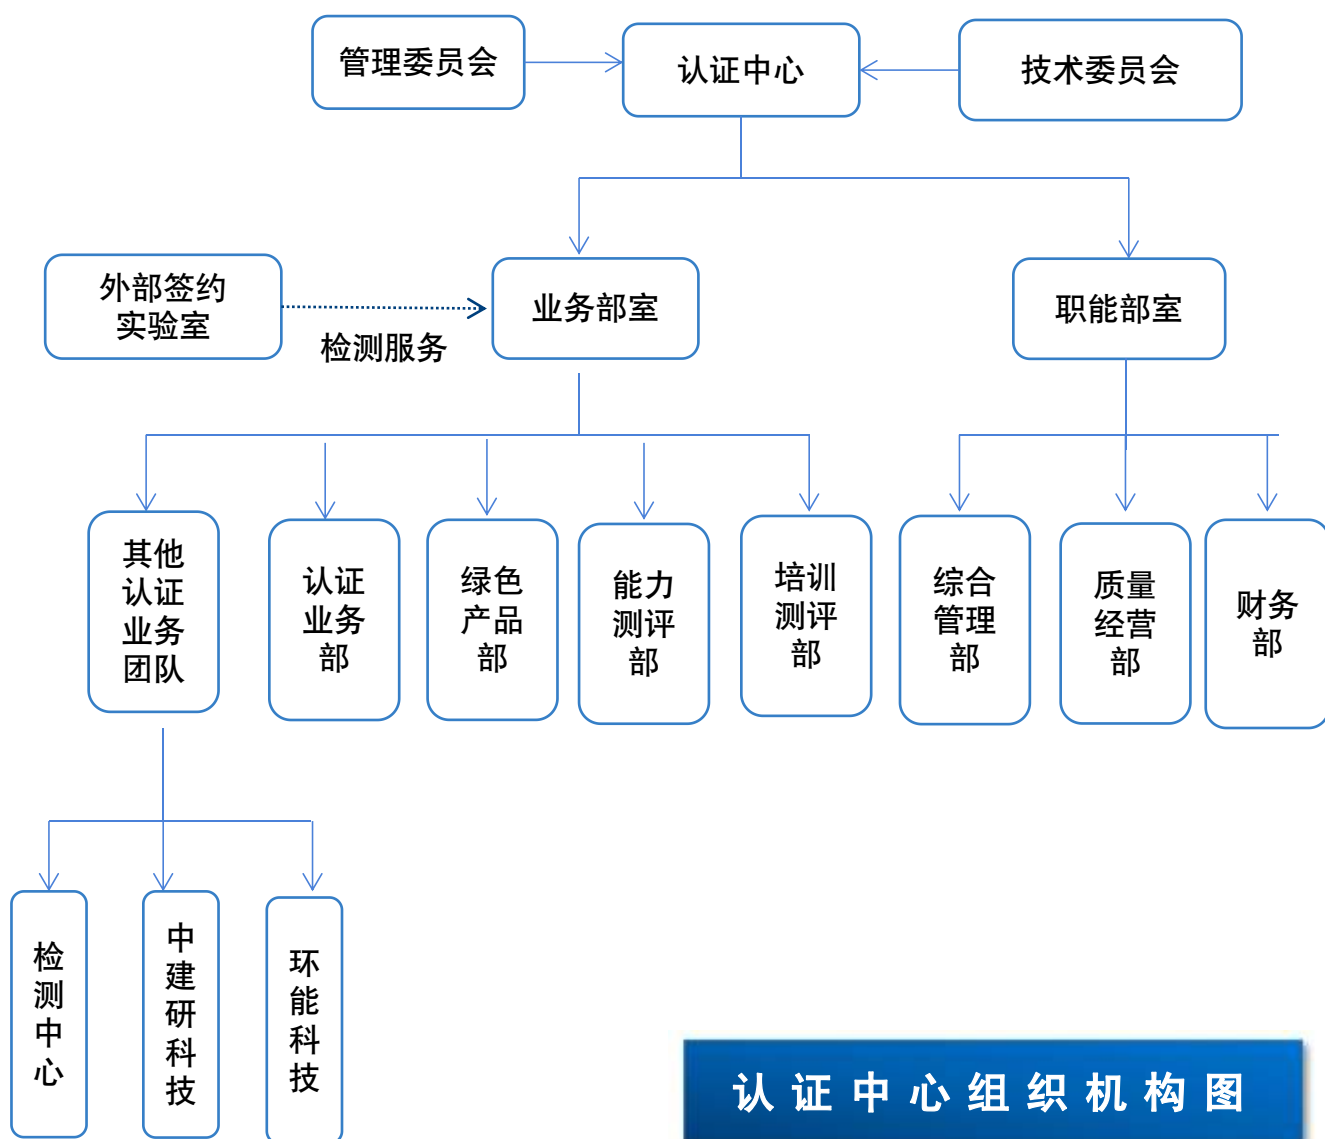 管理委员会
认证中心
技术委员会
外部签约
实验室
检测服务
业务部室
职能部室
其他
认证
业务
团队
认证
业务
部
绿色
产品
部
能力
测评
部
培训
测评
部
综合
管理
部
质量
经营
部
财务
部
检
测
中
心
中
建
研
科
技
环
能
科
技
认证中心组织机构图